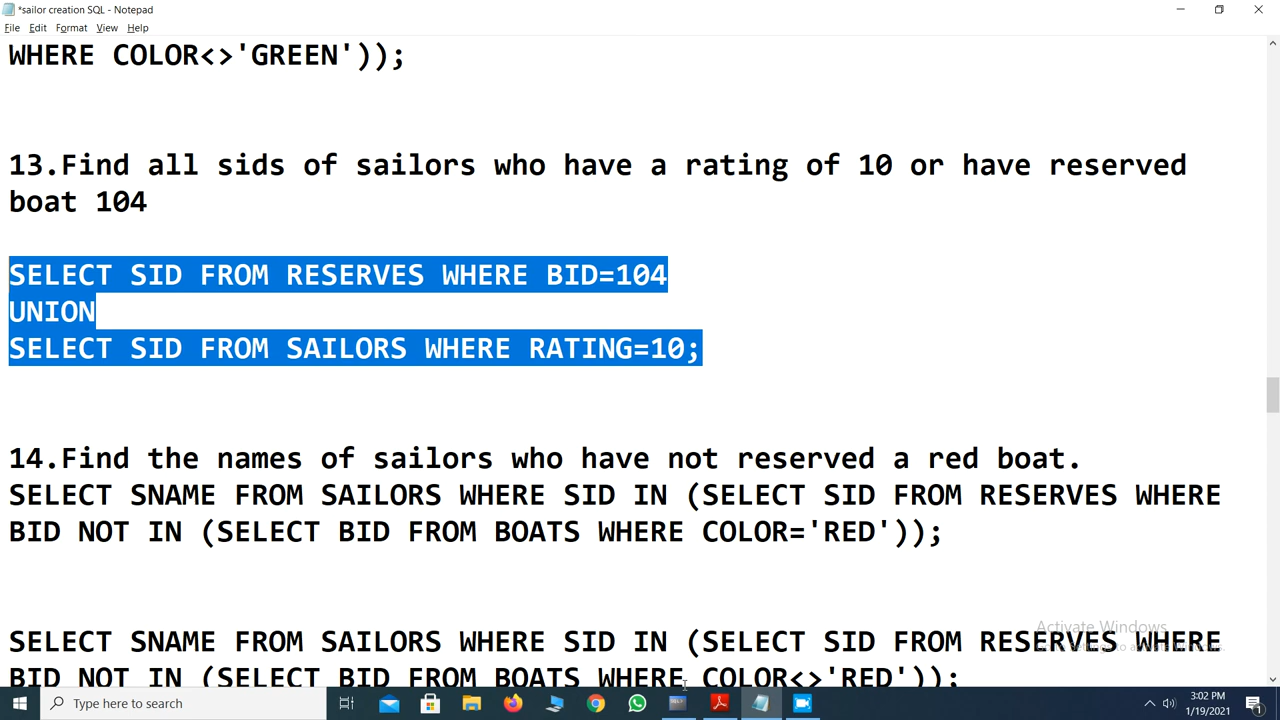 *sailor creation SQL - Notepad
File Edit Format View Help
WHERE COLOR<>'GREEN'));
13.Find all sids of sailors who have a rating of 10 or have reserved
boat 104
SELECT SID FROM RESERVES WHERE BID=104
UNION
SELECT SID FROM SAILORS WHERE RATING=10;
14.Find the names of sailors who have not reserved a red boat.
SELECT SNAME FROM SAILORS WHERE SID IN (SELECT SID FROM RESERVES WHERE
BID NOT IN (SELECT BID FROM BOATS WHERE COLOR='RED'));
Activate Windows
SELECT SNAME FROM SAILORS WHERE SID IN (SELECT SID FROM RESERVES WHERE
BID NOT IN (SELECT BID FROM BOATS WHERE COLOR<>'RED'));
Type here to search
3:02 PM
1/19/2021
1